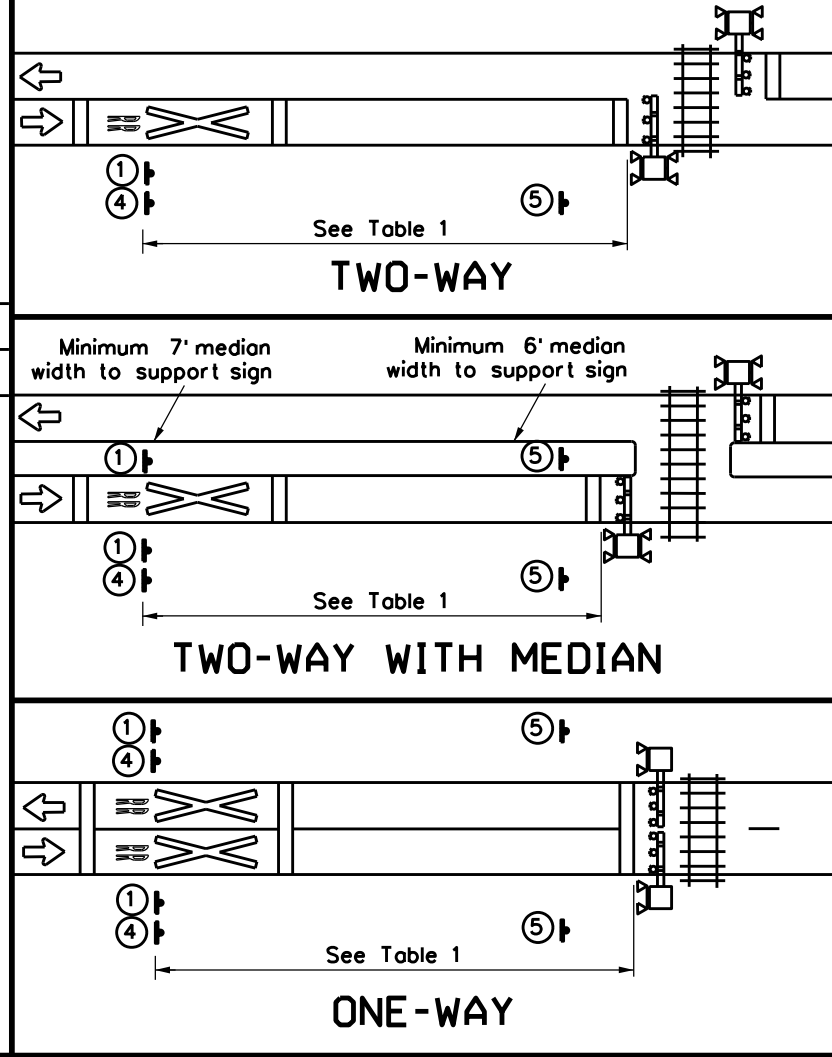 1
4
5
See Table 1
TWO-WAY
Minimum 7' median
width to support sign
Minimum 6' median
width to support sign
1
5
1
4
5
See Table 1
TWO-WAY WITH MEDIAN
1
4
5
1
4
5
See Table 1
ONE-WAY